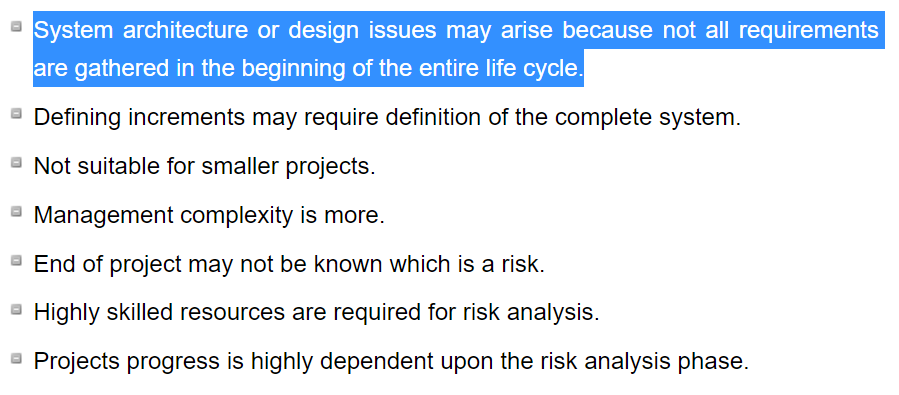 System architecture or design issues may arise because not all requirements
are gathered in the beginning of the entire life cycle.
Defining increments may require definition of the complete system.
Not suitable for smaller projects.
Management complexity is more.
End of project may not be known which is a risk.
Highly skilled resources are required for risk analysis.
Projects progress is highly dependent upon the risk analysis phase.